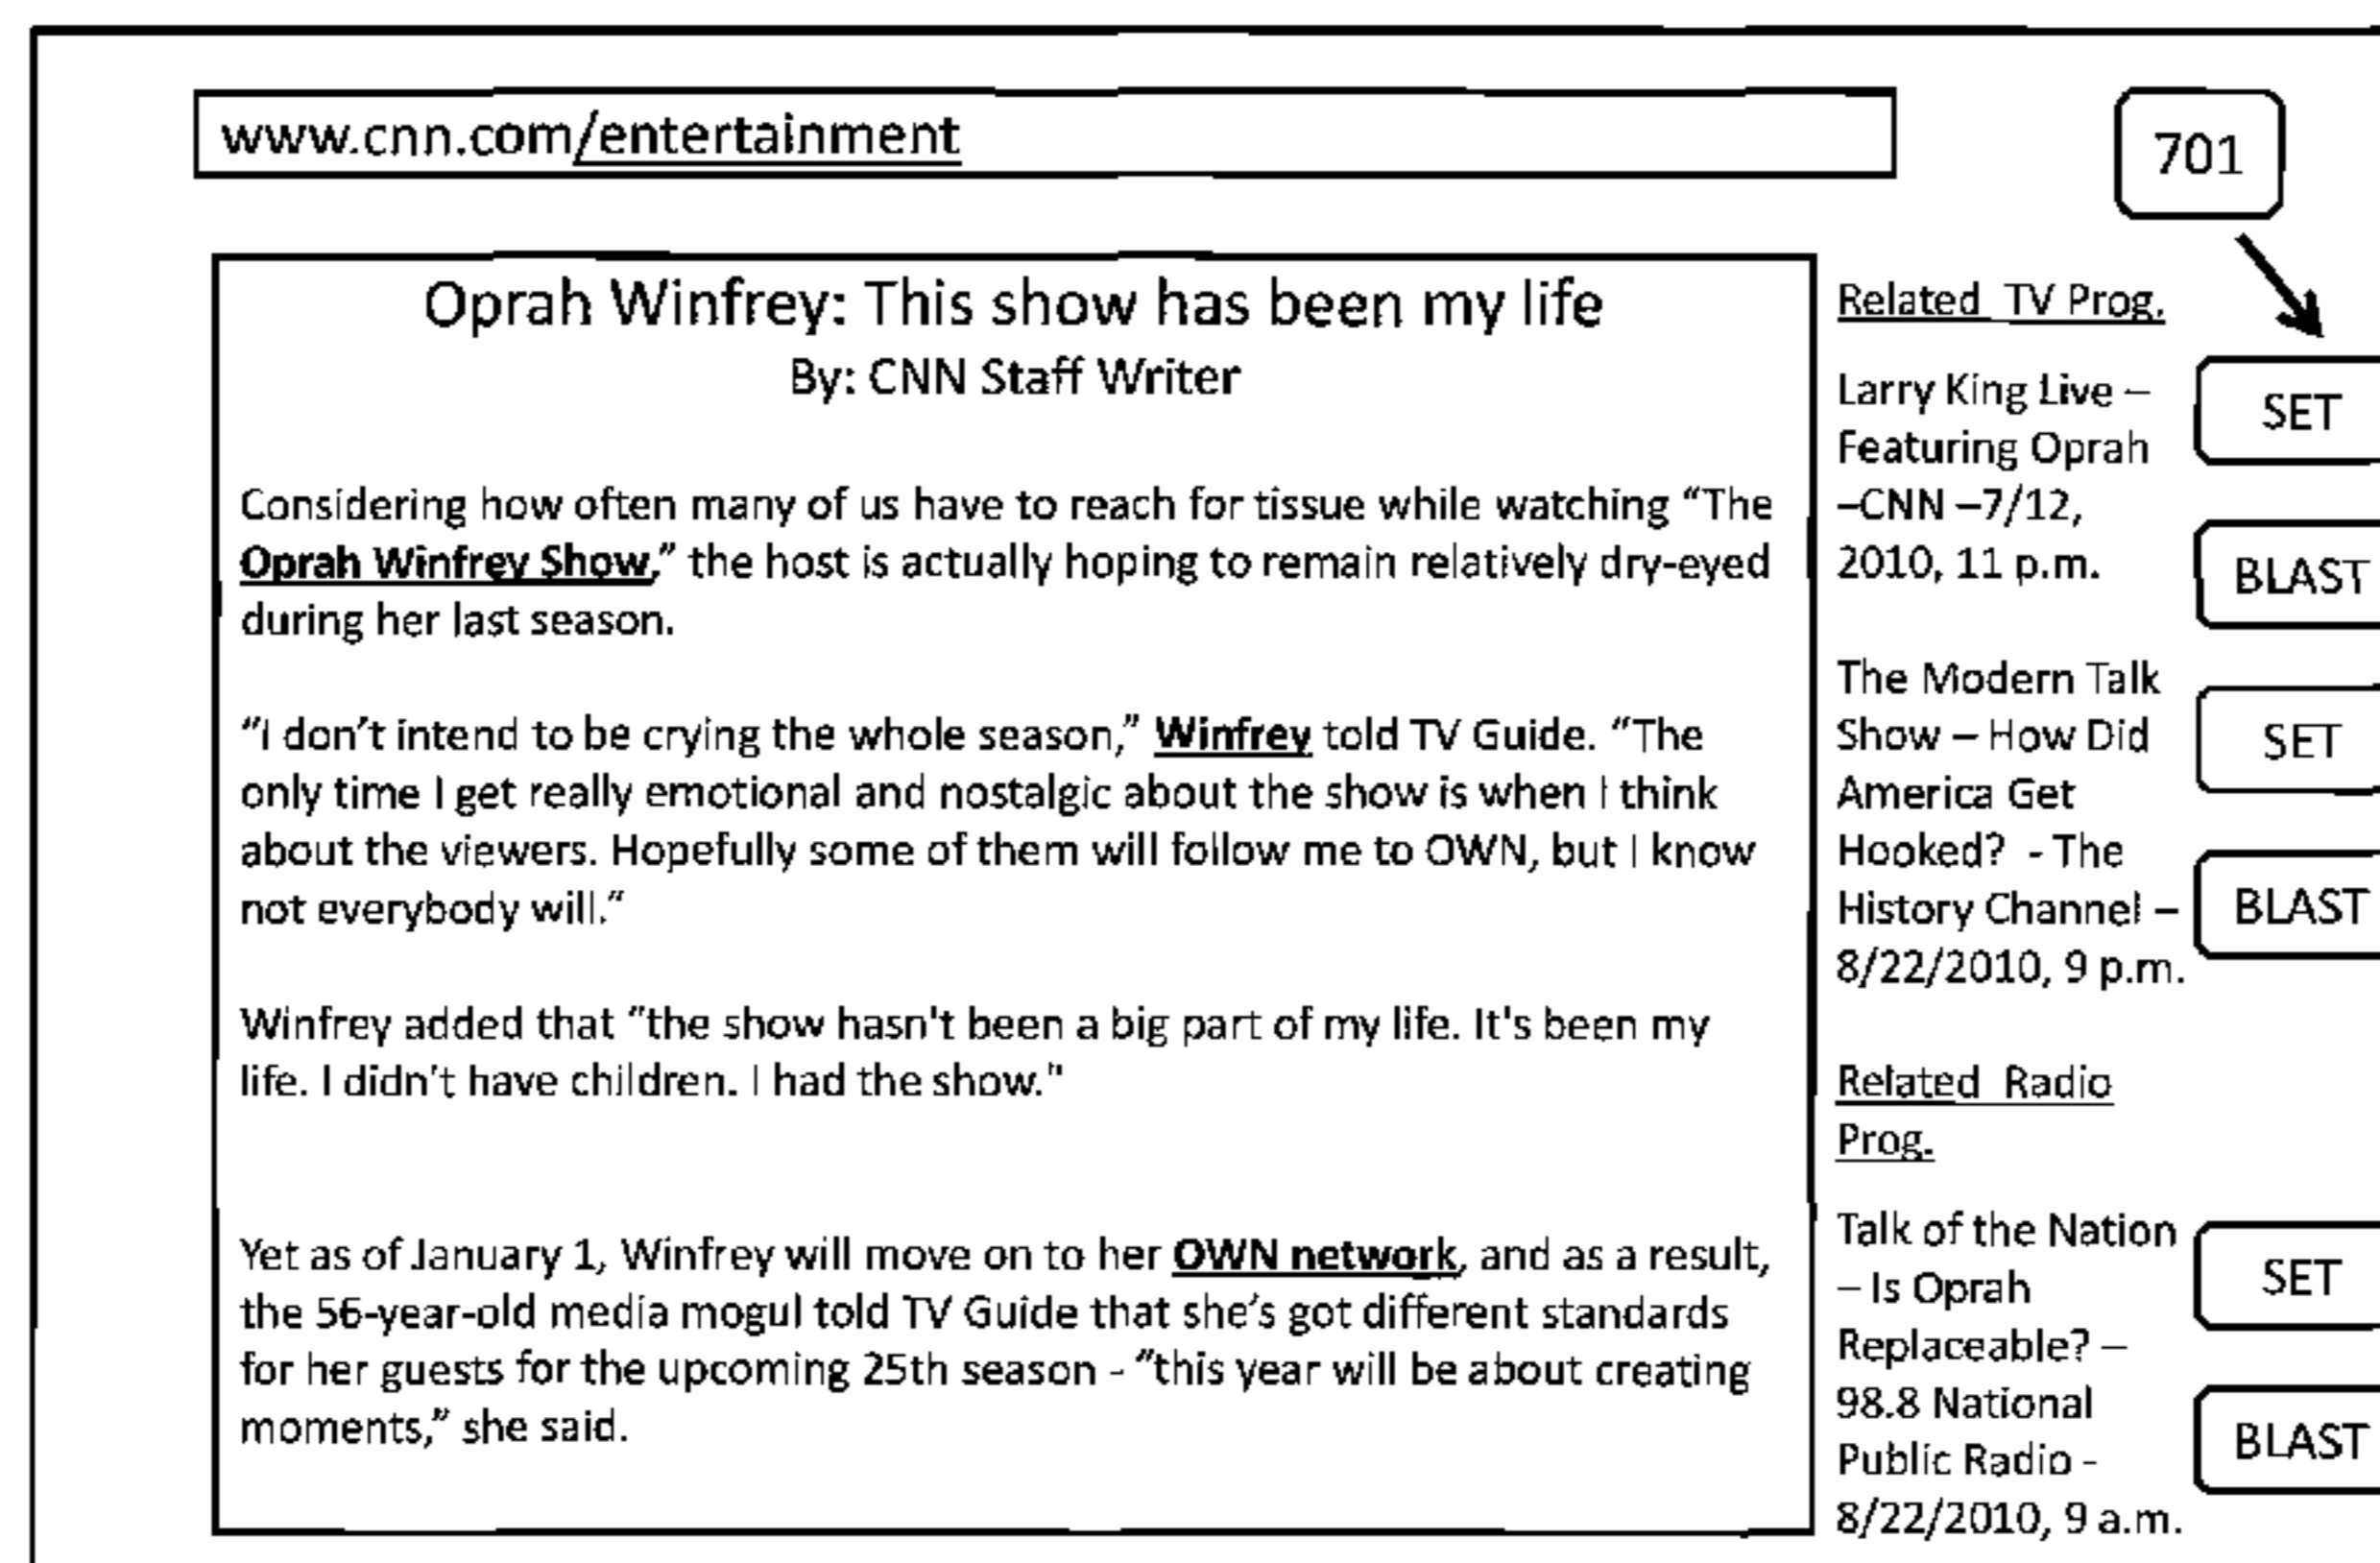 www.cnn.com/entertainment
701
Oprah Winfrey: This show has been my life
By: CNN Staff Writer
Considering how often many of us have to reach for tissue while watching “The
Oprah Winfrey Show,” the host is actually hoping to remain relatively dry-eyed
during her last season.
“I don’t intend to be crying the whole season,” Winfrey told TV Guide. “The
only time I get really emotional and nostalgic about the show is when I think
about the viewers. Hopefully some of them will follow me to OWN, but I know
not everybody will.”
Winfrey added that “the show hasn't been a big part of my life. It's been my
life. I didn't have children. I had the show."
Yet as of January 1, Winfrey will move on to her OWN network, and as a result,
the 56-year-old media mogul told TV Guide that she’s got different standards
for her guests for the upcoming 25th season - “this year will be about creating
moments,” she said.
Related TV Prog.
Larry King Live –
Featuring Oprah
–CNN –7/12,
2010, 11 p.m.
SET
BLAST
The Modern Talk
Show – How Did
America Get
Hooked? - The
History Channel –
8/22/2010, 9 p.m.
SET
BLAST
Related Radio
Prog.
Talk of the Nation
– Is Oprah
Replaceable? –
98.8 National
Public Radio -
8/22/2010, 9 a.m.
SET
BLAST